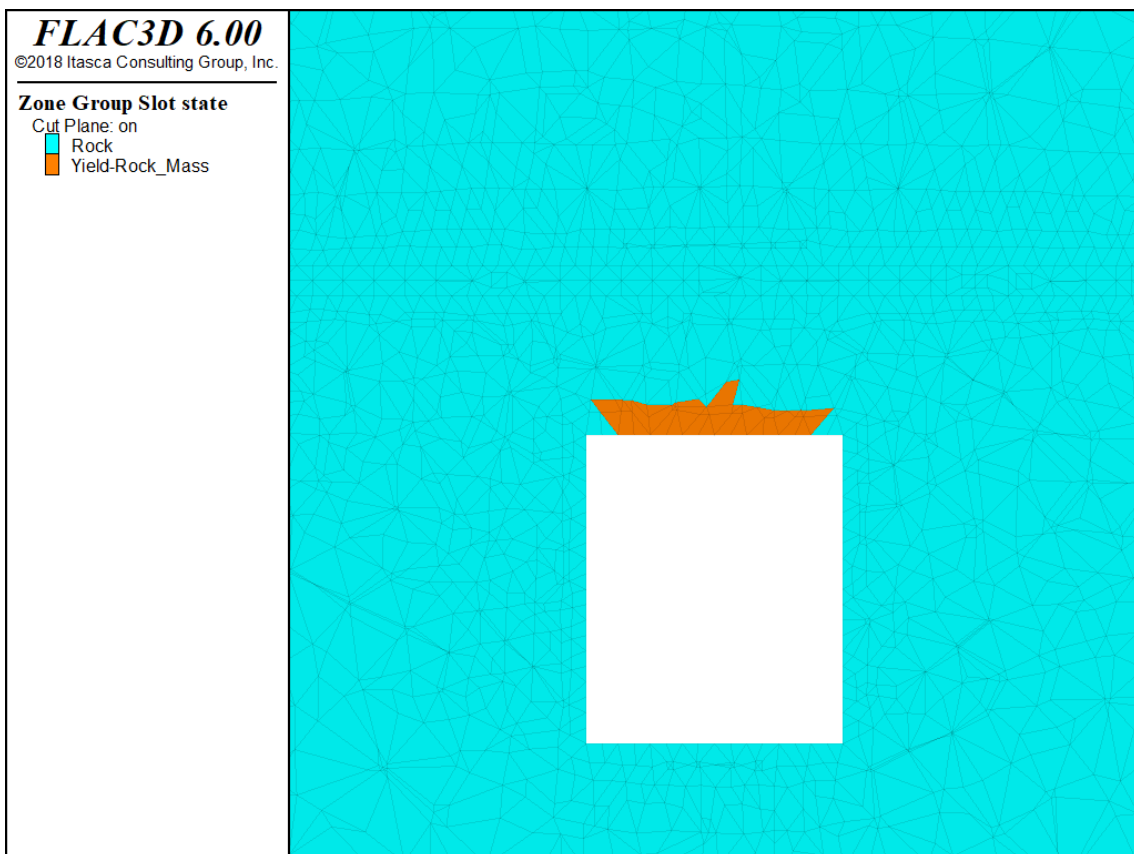 FLAC3D 6.00
©2018 Itasca Consulting Group, Inc.
Zone Group Slot state
Cut Plane: on
Rock
Yield-Rock_Mass